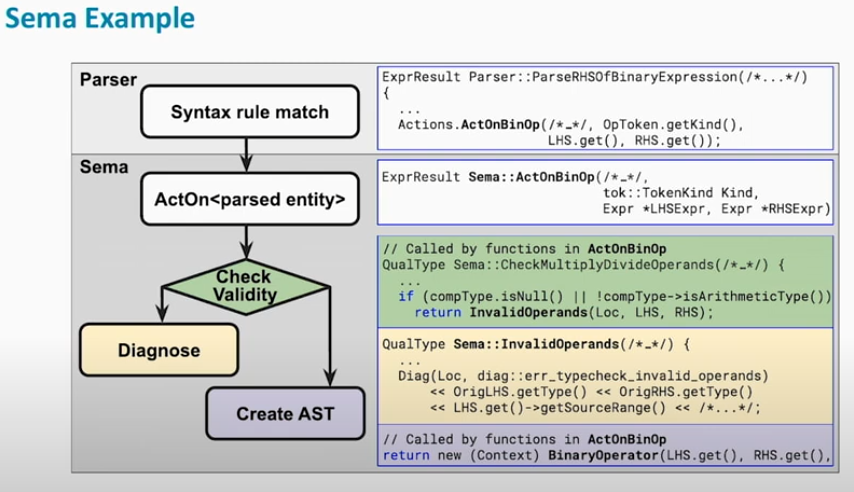 Sema Example
Parser
Syntax rule match
ExprResult Parser::ParseRHSOfBinaryExpression(/*...*/)
{
...
Actions.ActOnBinOp(/*…*/, OpToken.getKind(),
LHS.get(), RHS.get());
Sema
ActOn<parsed entity>
ExprResult Sema::ActOnBinOp(/*…*/,
tok::TokenKind Kind,
Expr *LHSExpr, Expr *RHSExpr)
Check
Validity
// Called by functions in ActOnBinOp
QualType Sema::CheckMultiplyDivideOperands(/*…*/) {
...
if (compType.isNull() || !compType->isArithmeticType())
return InvalidOperands(Loc, LHS, RHS);
Diagnose
QualType Sema::InvalidOperands(/*…*/) {
...
Diag(Loc, diag::err_typecheck_invalid_operands)
<< OrigLHS.getType() << OrigRHS.getType()
<< LHS.get()->getSourceRange() << /*...*/;
Create AST
// Called by functions in ActOnBinOp
return new (Context) BinaryOperator(LHS.get(), RHS.get(),